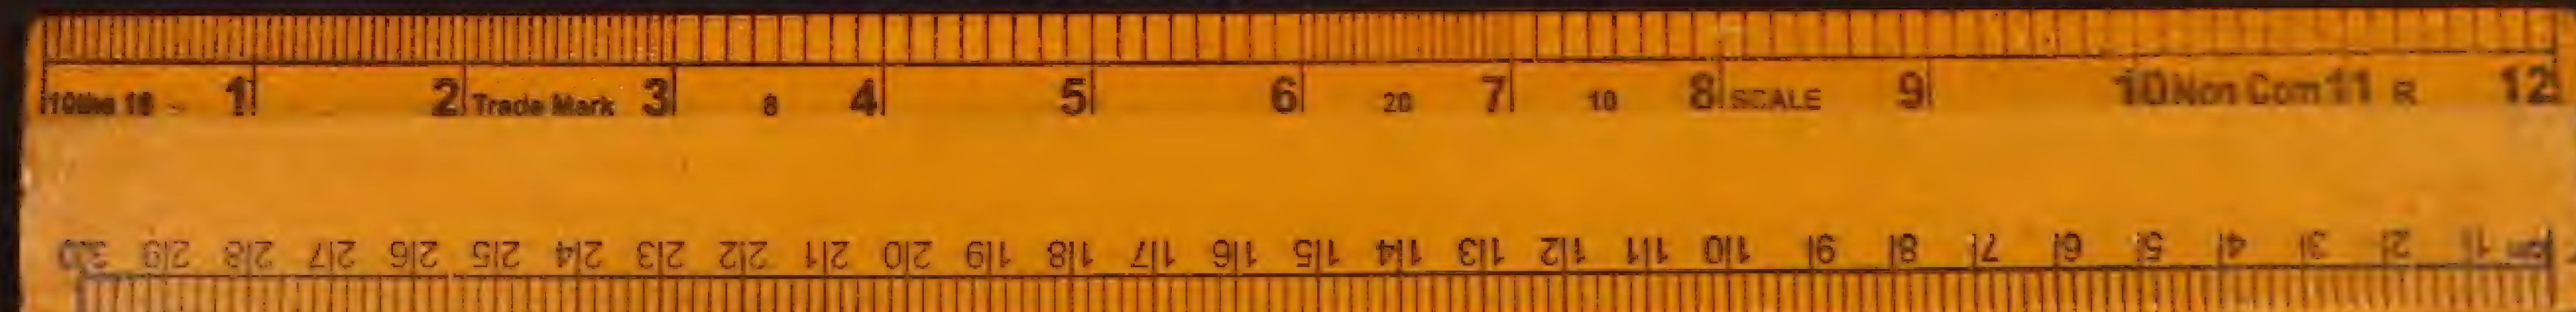 10ths 16 1 2 Trade Mark 3 8 4 5 6 20 7 10 8 SCALE 9 10 Non Com 11 R 12
cm 1 2 3 4 5 6 7 8 9 10 11 12 13 14 15 16 17 18 19 20 21 22 23 24 25 26 27 28 29 30